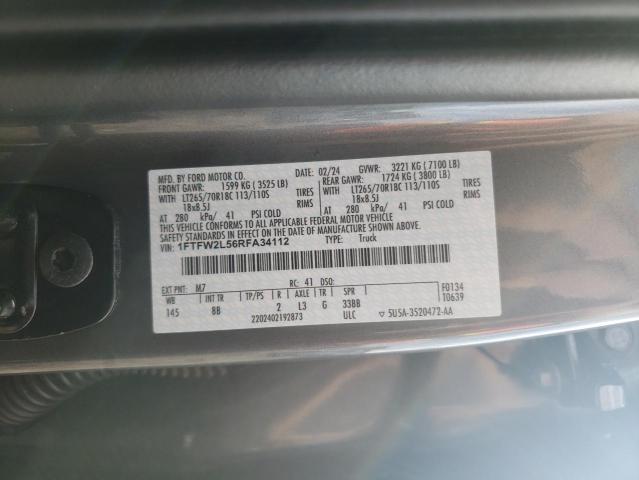 MFD. BY FORD MOTOR CO.
02/24 GVWR: 3221 KG ( 7100 LB)
FRONT GAWR: 1599 KG ( 3525 LB) REAR GAWR: 1724 KG ( 3800 LB)
WITH LT265/70R18C 113/110S TIRES WITH LT265/70R18C 113/110S TIRES
18x8.5J RIMS 18x8.5J RIMS
AT 280 kPa/ 41 PSI COLD AT 280 kPa/ 41 PSI COLD
THIS VEHICLE CONFORMS TO ALL APPLICABLE FEDERAL MOTOR VEHICLE
SAFETY STANDARDS IN EFFECT ON THE DATE OF MANUFACTURE SHOWN ABOVE.
VIN: 1FTFW2L56RFA34112 TYPE: Truck
EXT PNT: M7 RC: 41 DSO: F0134
WB INT TR TP/PS R AXLE TR SPR T0639
145 8B 2 L3 G 33BB
2202402192873 ULC ▽ 5U5A-3520472-AA